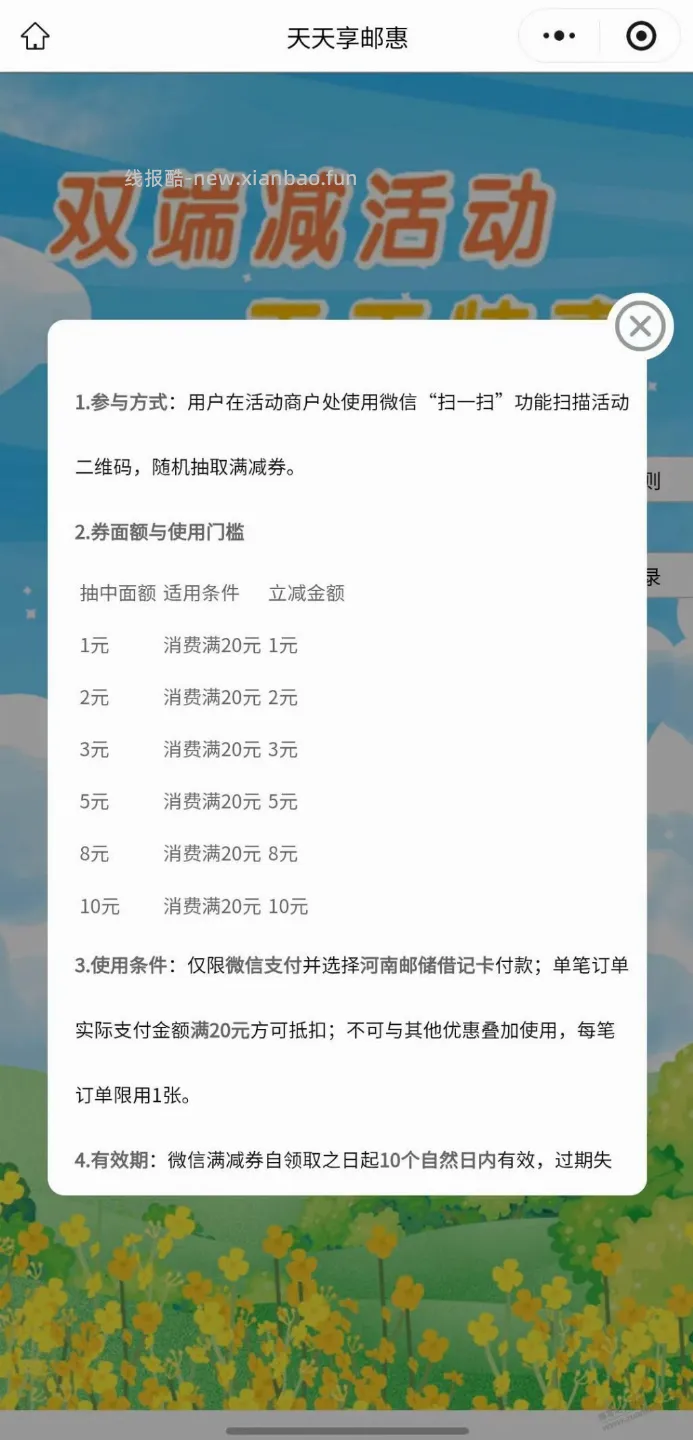 天天享邮惠
线报酷-new.xianbao.fun
双端减活动
1.参与方式：用户在活动商户处使用微信“扫一扫”功能扫描活动
二维码，随机抽取满减券。
则
2.券面额与使用门槛
录
抽中面额 适用条件 立减金额
1元 消费满20元 1元
2元 消费满20元 2元
3元 消费满20元 3元
5元 消费满20元 5元
8元 消费满20元 8元
10元 消费满20元 10元
3.使用条件：仅限微信支付并选择河南邮储借记卡付款；单笔订单
实际支付金额满20元方可抵扣；不可与其他优惠叠加使用，每笔
订单限用1张。
4.有效期：微信满减券自领取之日起10个自然日内有效，过期失